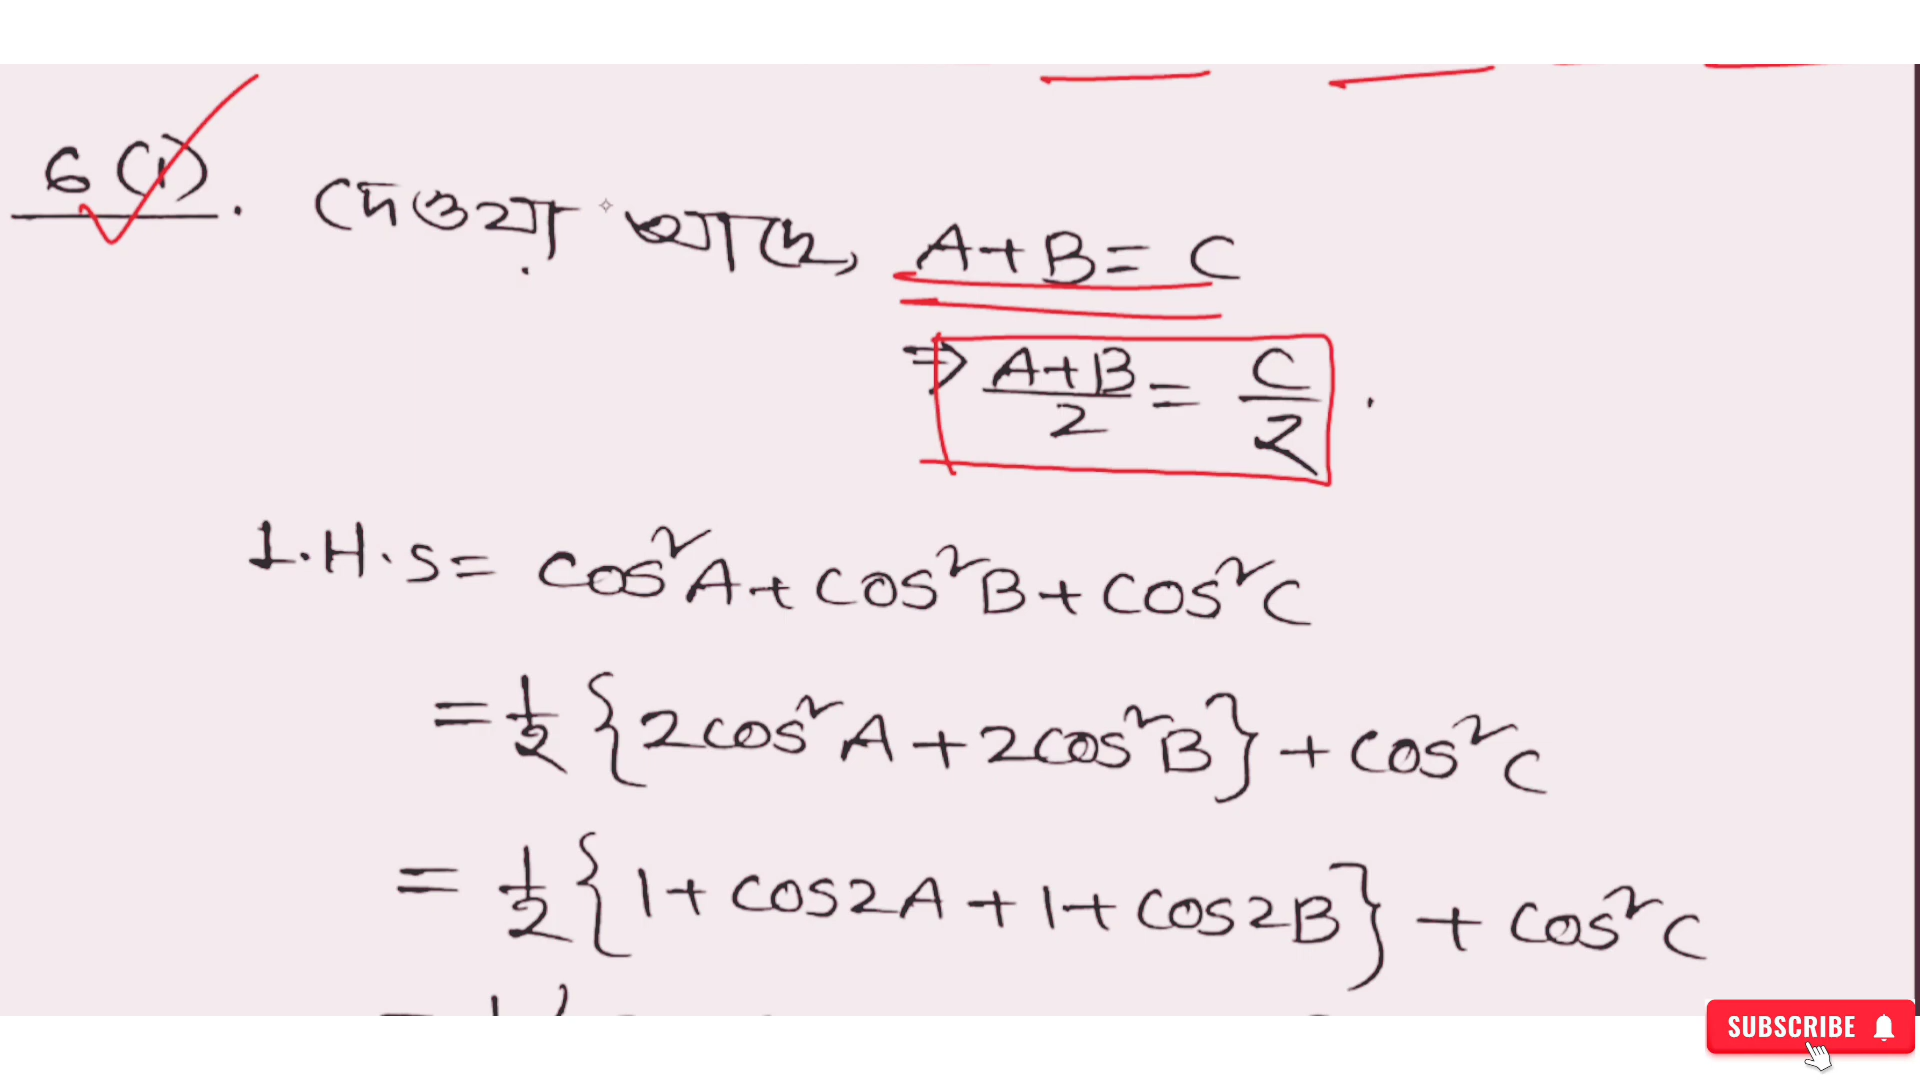 6 (i). দেওয়া আছে, A+B= C
⇒ A+B/2 = C/2 .
L.H.S = cos²A + cos²B + cos²C
= 1/2 {2cos²A + 2cos²B} + cos²C
= 1/2 {1+ cos2A + 1+ cos2B} + cos²C
SUBSCRIBE